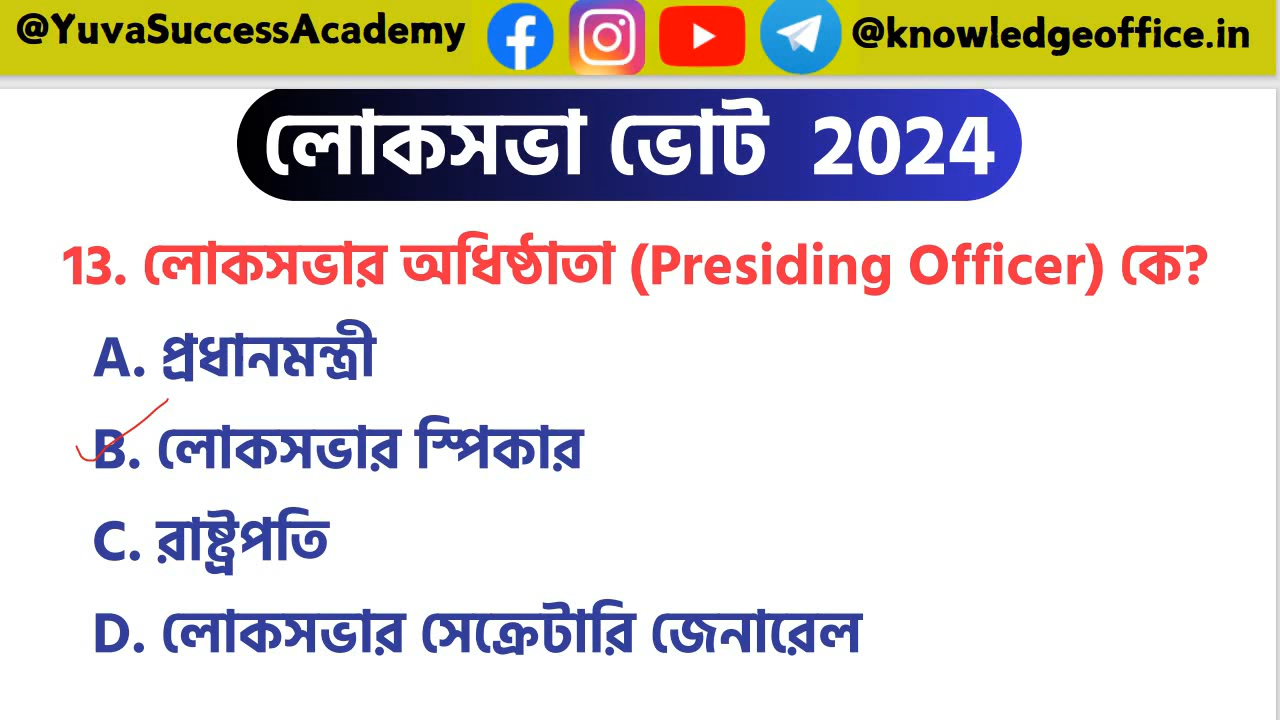 @YuvaSuccessAcademy @knowledgeoffice.in
লোকসভা ভোট 2024
13. লোকসভার অধিষ্ঠাতা (Presiding Officer) কে?
A. প্রধানমন্ত্রী
B. লোকসভার স্পিকার
C. রাষ্ট্রপতি
D. লোকসভার সেক্রেটারি জেনারেল